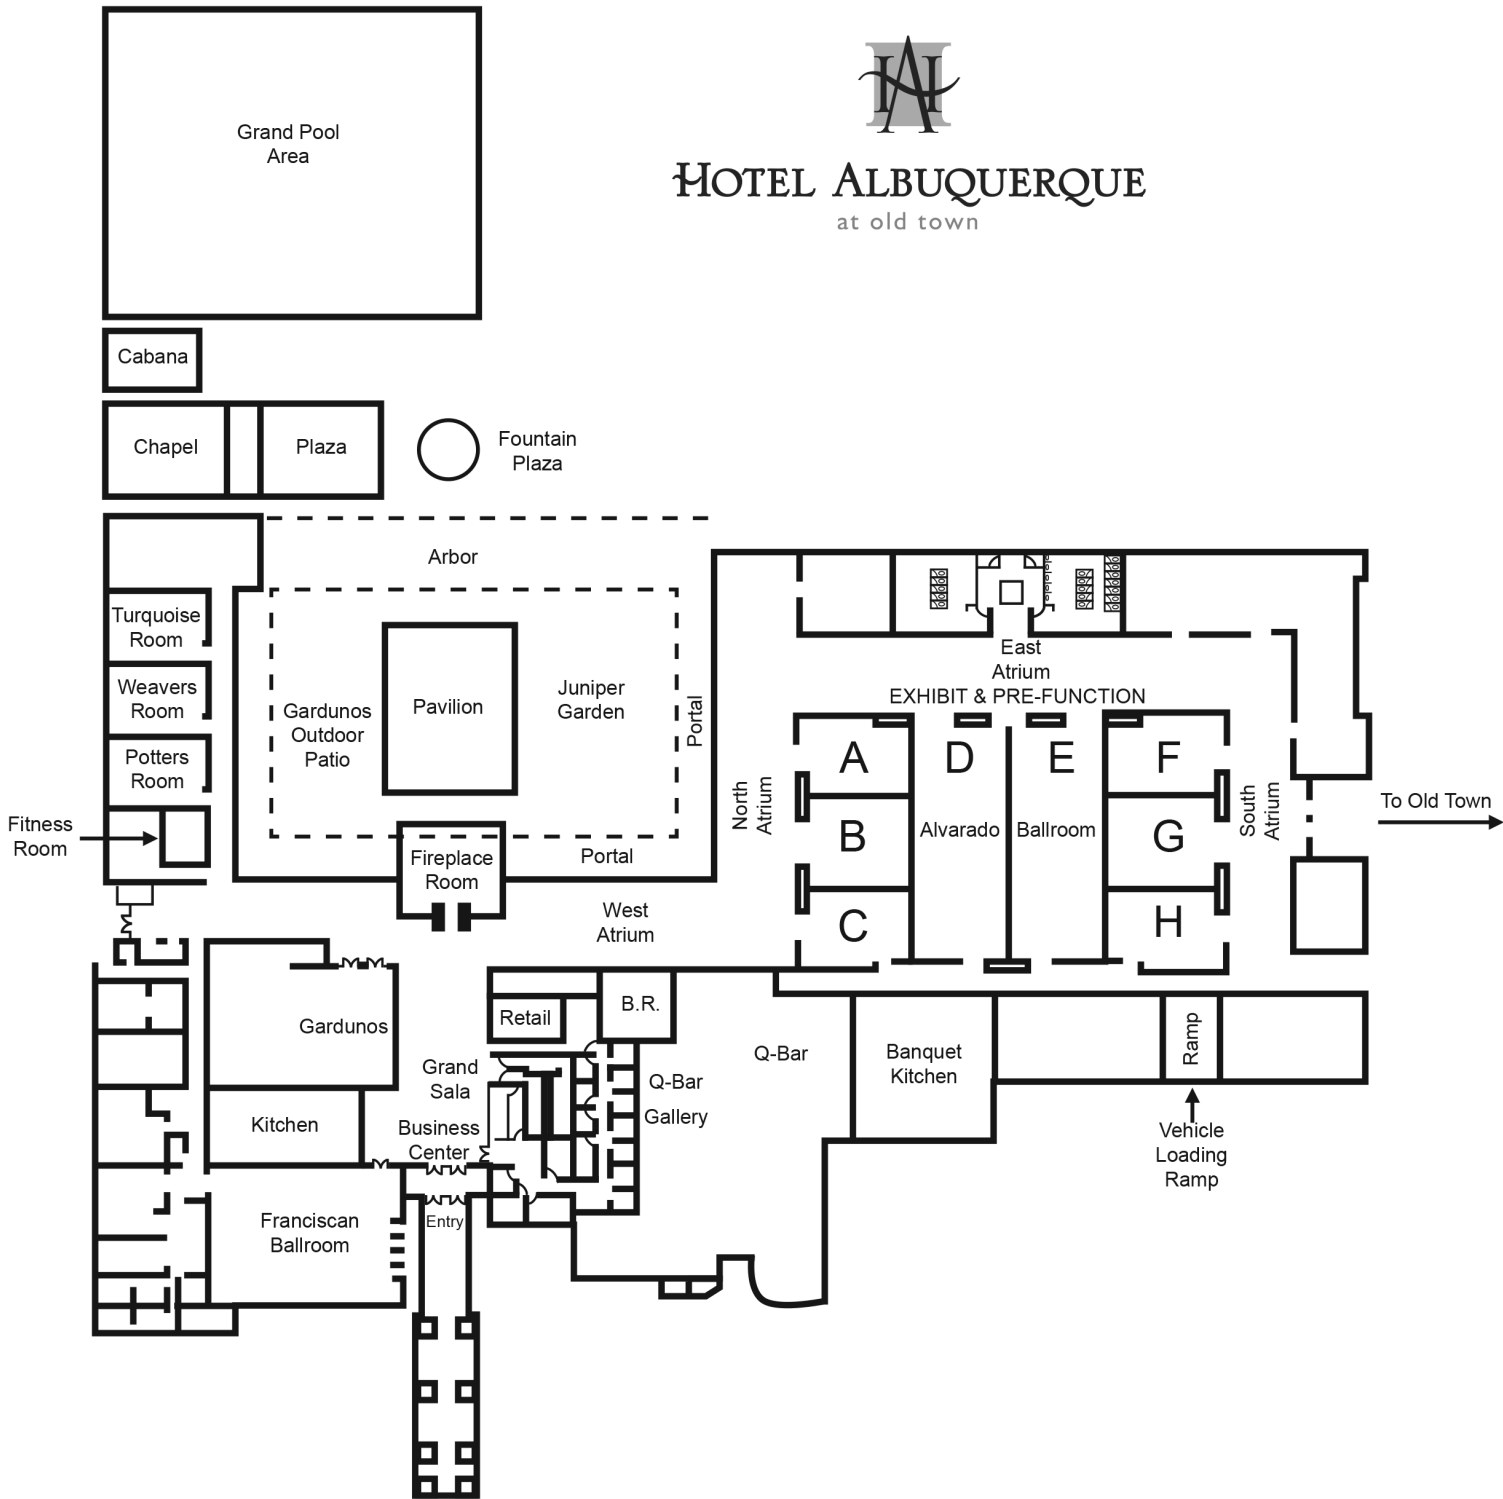 Grand Pool
Area
HOTEL ALBUQUERQUE
at old town
Cabana
Chapel
Plaza
Fountain
Plaza
Arbor
Turquoise
Room
Weavers
Room
Potters
Room
Fitness
Room
Gardunos
Outdoor
Patio
Pavilion
Juniper
Garden
Portal
Fireplace
Room
Portal
West
Atrium
North
Atrium
East
Atrium
EXHIBIT & PRE-FUNCTION
A
B
C
D
E
F
G
H
Alvarado
Ballroom
South
Atrium
To Old Town
Gardunos
Kitchen
Franciscan
Ballroom
Grand
Sala
Business
Center
Entry
Retail
B.R.
Q-Bar
Gallery
Q-Bar
Banquet
Kitchen
Ramp
Vehicle
Loading
Ramp